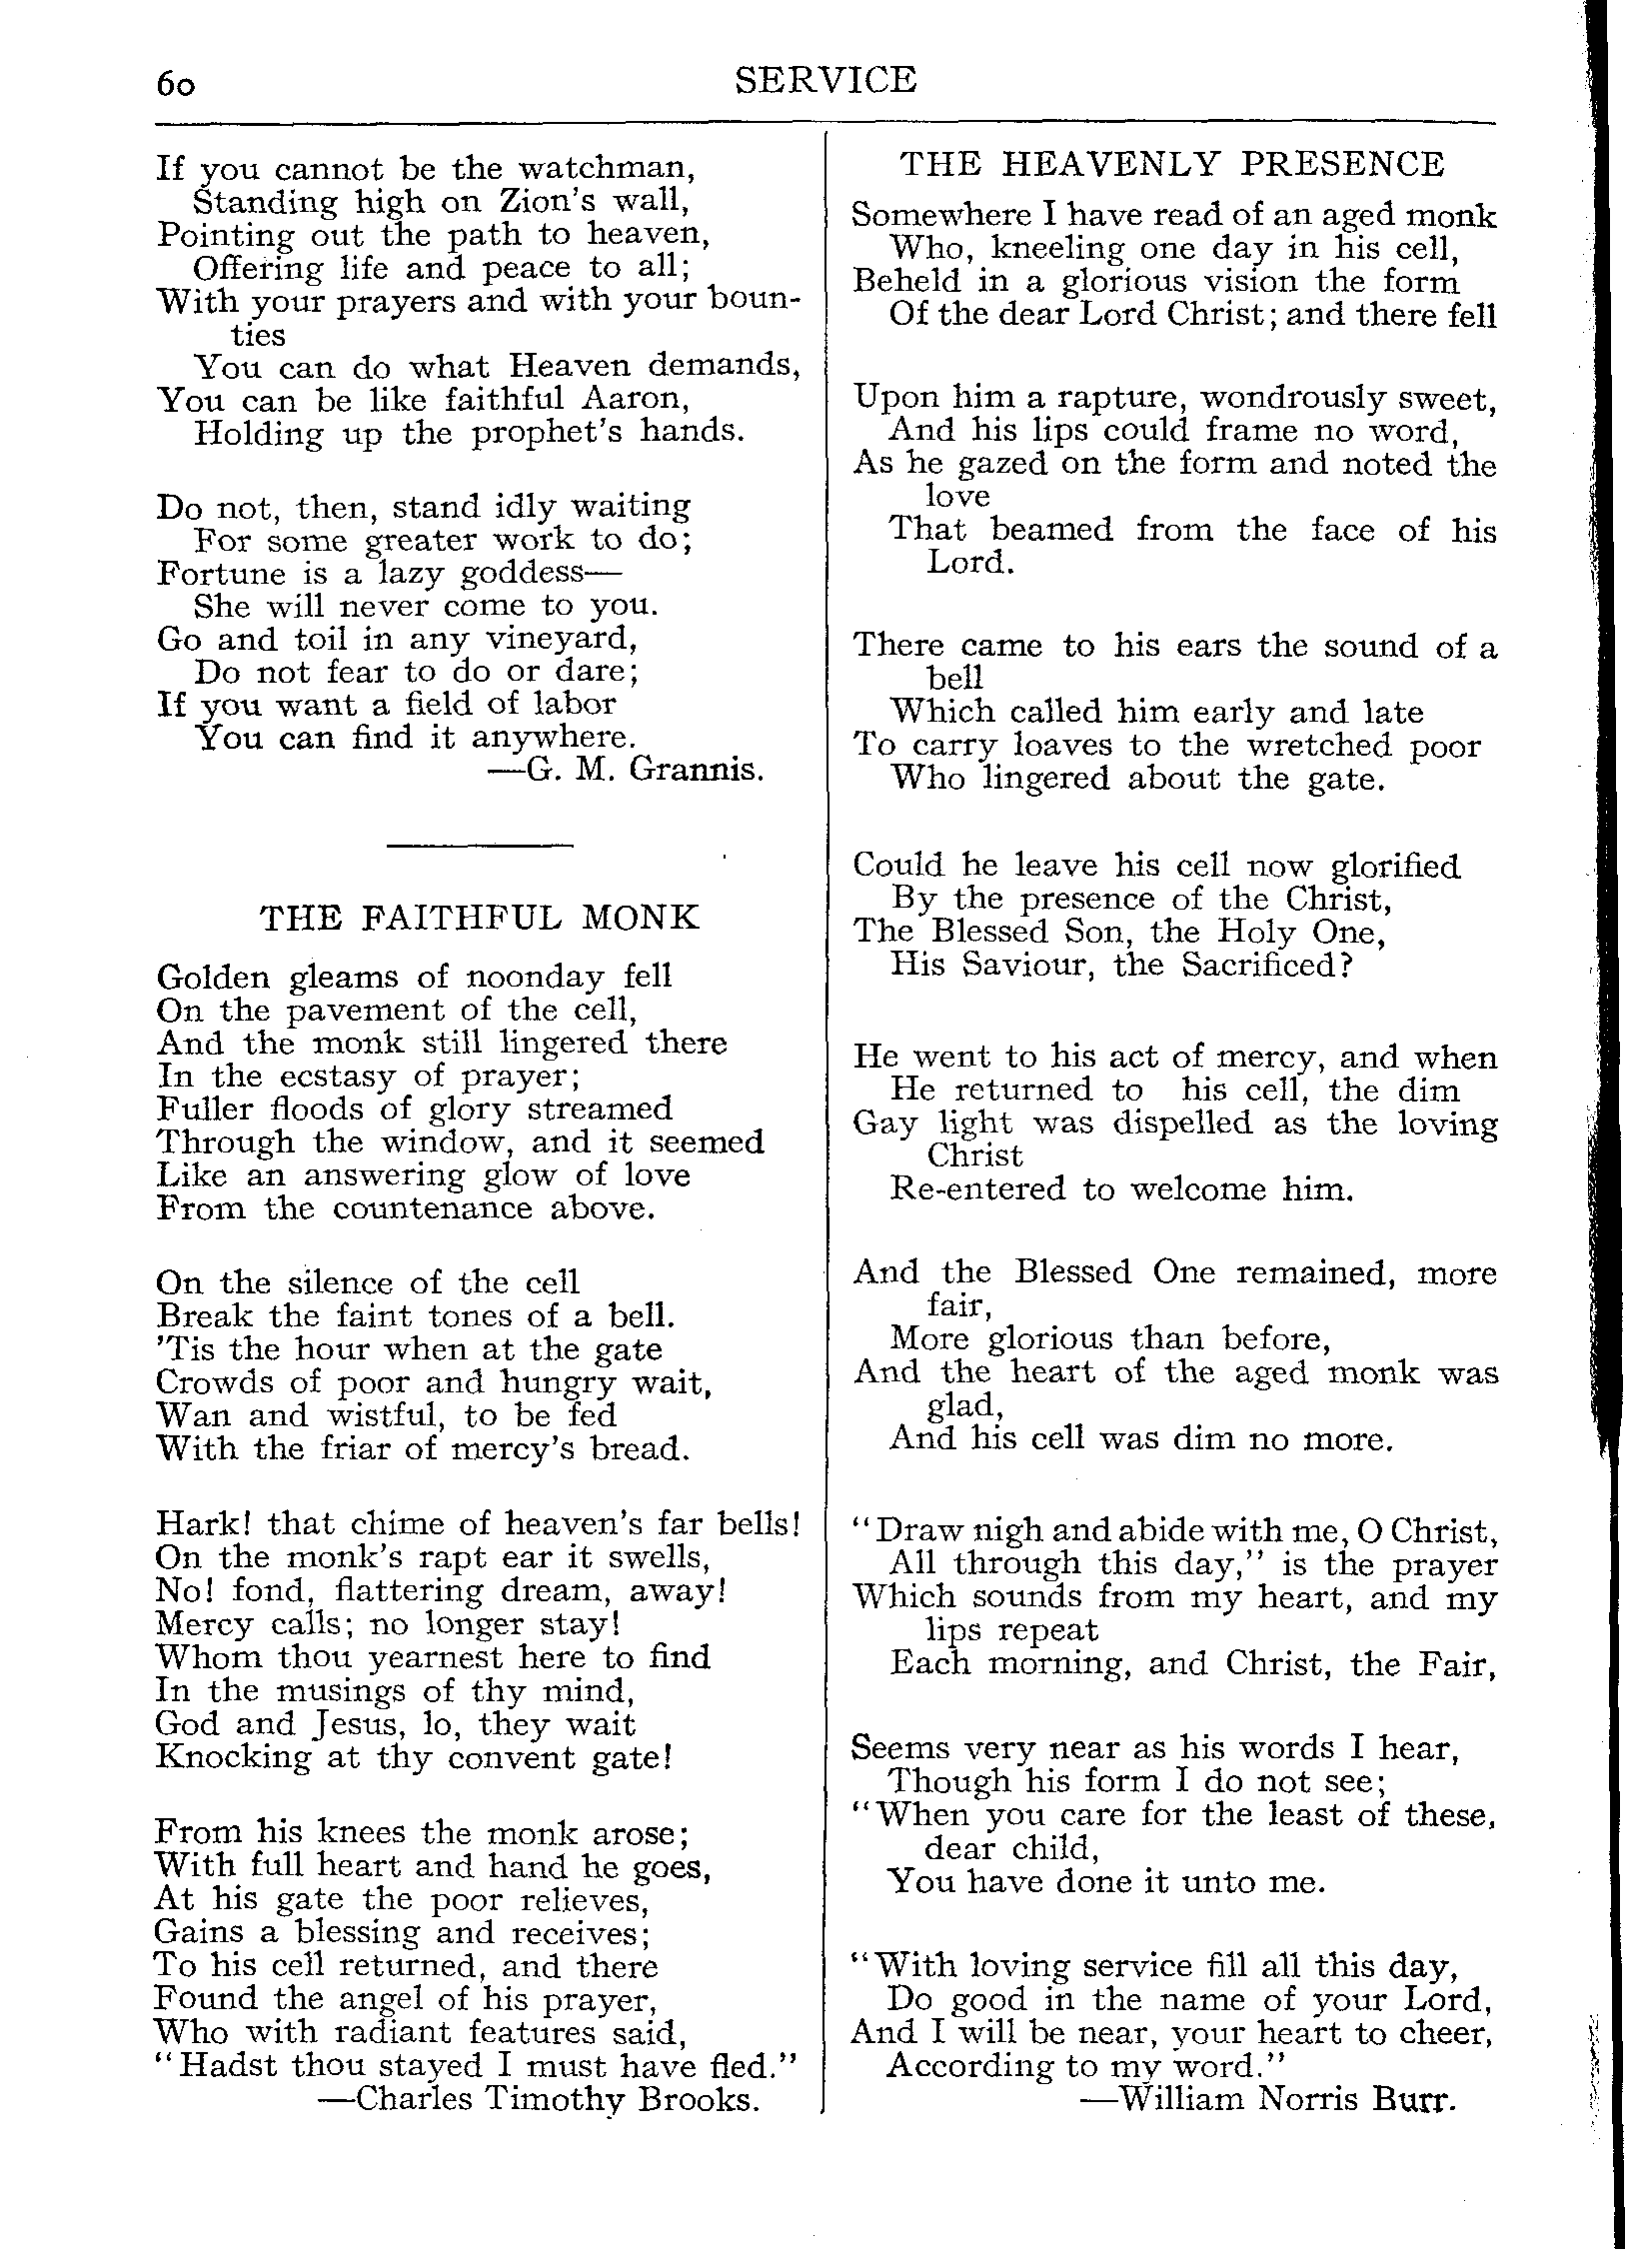 60
SERVICE
If you cannot be the watchman,
Standing high on Zion's wall,
Pointing out the path to heaven,
Offering life and peace to all;
With your prayers and with your boun-
ties
You can do what Heaven demands,
You can be like faithful Aaron,
Holding up the prophet's hands.
Do not, then, stand idly waiting
For some greater work to do;
Fortune is a lazy goddess—
She will never come to you.
Go and toil in any vineyard,
Do not fear to do or dare;
If you want a field of labor
You can find it anywhere.
—G. M. Grannis.
THE FAITHFUL MONK
Golden gleams of noonday fell
On the pavement of the cell,
And the monk still lingered there
In the ecstasy of prayer;
Fuller floods of glory streamed
Through the window, and it seemed
Like an answering glow of love
From the countenance above.
On the silence of the cell
Break the faint tones of a bell.
'Tis the hour when at the gate
Crowds of poor and hungry wait,
Wan and wistful, to be fed
With the friar of mercy's bread.
Hark! that chime of heaven's far bells!
On the monk's rapt ear it swells,
No! fond, flattering dream, away!
Mercy calls; no longer stay!
Whom thou yearnest here to find
In the musings of thy mind,
God and Jesus, lo, they wait
Knocking at thy convent gate!
From his knees the monk arose;
With full heart and hand he goes,
At his gate the poor relieves,
Gains a blessing and receives;
To his cell returned, and there
Found the angel of his prayer,
Who with radiant features said,
"Hadst thou stayed I must have fled."
—Charles Timothy Brooks.
THE HEAVENLY PRESENCE
Somewhere I have read of an aged monk
Who, kneeling one day in his cell,
Beheld in a glorious vision the form
Of the dear Lord Christ; and there fell
Upon him a rapture, wondrously sweet,
And his lips could frame no word,
As he gazed on the form and noted the
love
That beamed from the face of his
Lord.
There came to his ears the sound of a
bell
Which called him early and late
To carry loaves to the wretched poor
Who lingered about the gate.
Could he leave his cell now glorified
By the presence of the Christ,
The Blessed Son, the Holy One,
His Saviour, the Sacrificed?
He went to his act of mercy, and when
He returned to his cell, the dim
Gay light was dispelled as the loving
Christ
Re-entered to welcome him.
And the Blessed One remained, more
fair,
More glorious than before,
And the heart of the aged monk was
glad,
And his cell was dim no more.
"Draw nigh and abide with me, O Christ,
All through this day," is the prayer
Which sounds from my heart, and my
lips repeat
Each morning, and Christ, the Fair,
Seems very near as his words I hear,
Though his form I do not see;
"When you care for the least of these,
dear child,
You have done it unto me.
"With loving service fill all this day,
Do good in the name of your Lord,
And I will be near, your heart to cheer,
According to my word."
—William Norris Burr.